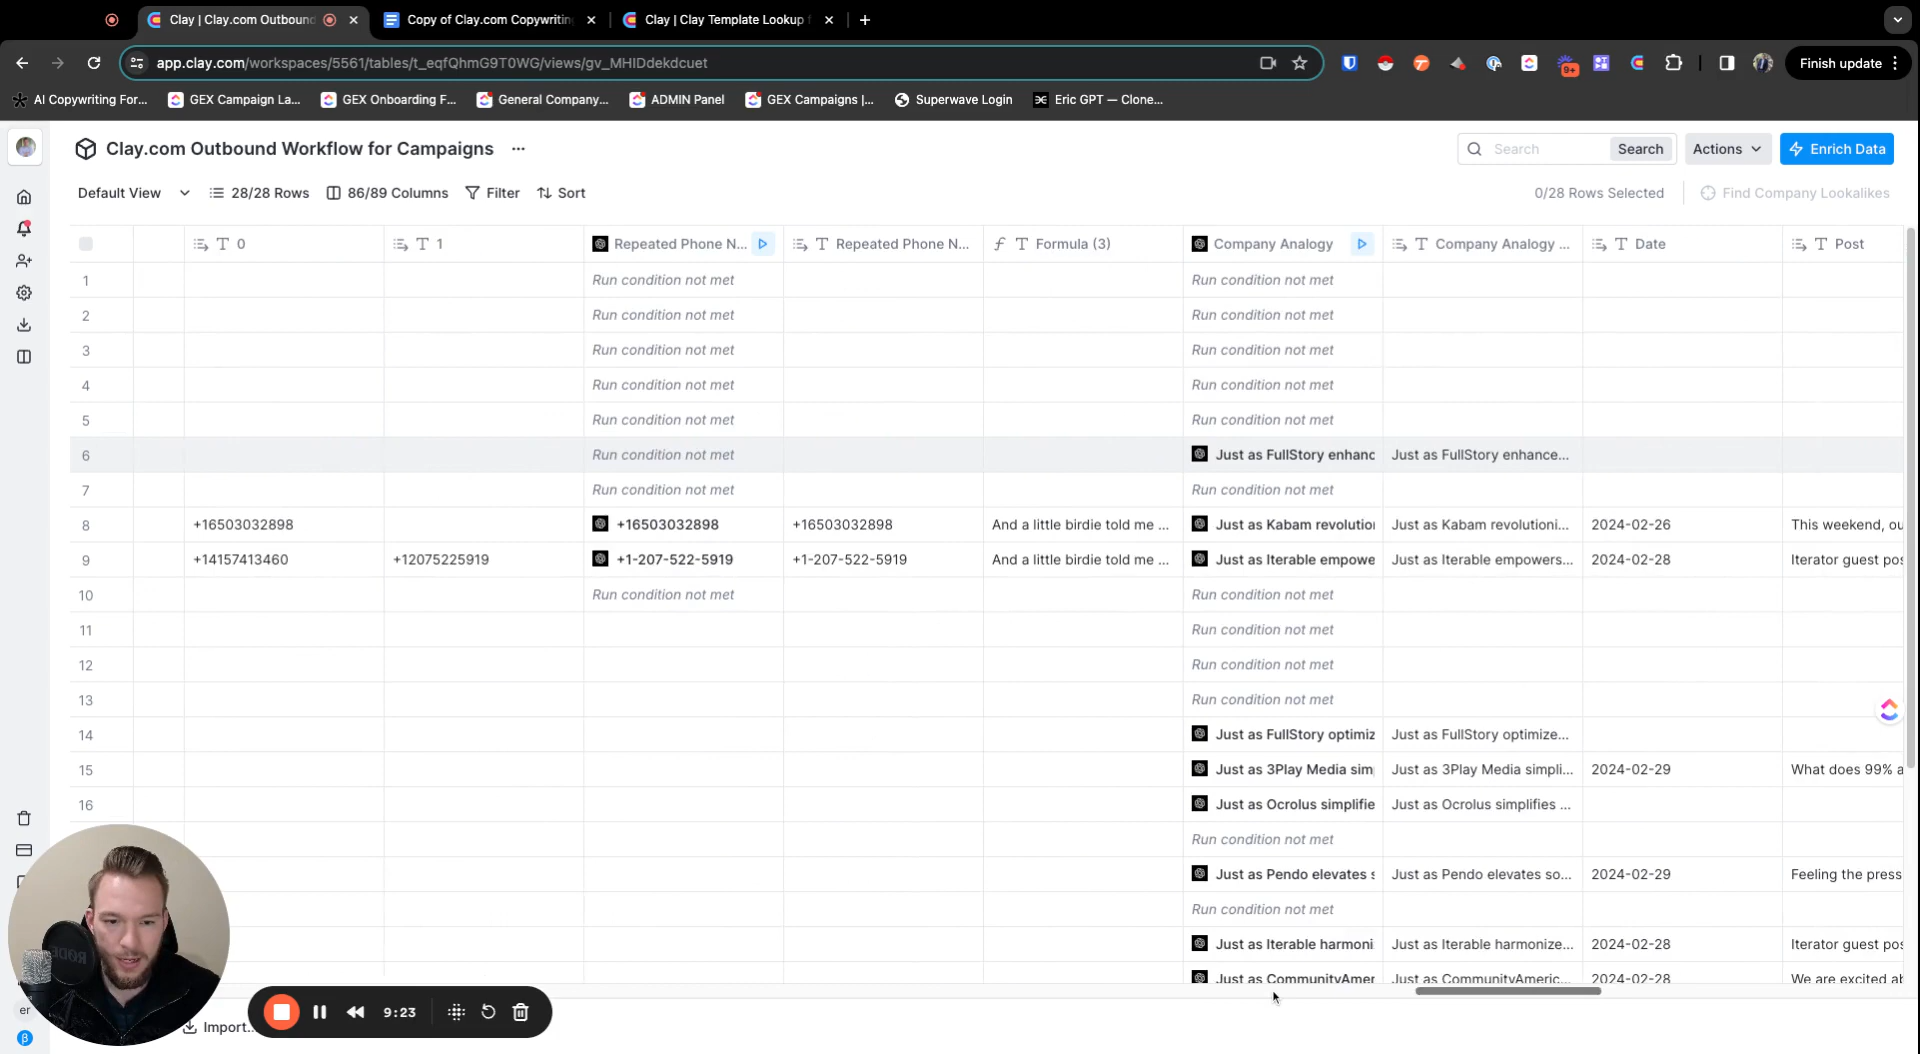 Clay | Clay.com Outbound
Copy of Clay.com Copywriting
Clay | Clay Template Lookup f
app.clay.com/workspaces/5561/tables/t_eqfQhmG9T0WG/views/gv_MHIDdekdcuet
9+
Finish update
AI Copywriting For...
GEX Campaign La...
GEX Onboarding F...
General Company...
ADMIN Panel
GEX Campaigns |...
Superwave Login
Eric GPT — Clone...
Clay.com Outbound Workflow for Campaigns
Search
Search
Actions
Enrich Data
Default View
28/28 Rows
86/89 Columns
Filter
Sort
0/28 Rows Selected
Find Company Lookalikes
0
1
Repeated Phone N...
Repeated Phone N...
Formula (3)
Company Analogy
Company Analogy ...
Date
Post
1 Run condition not met Run condition not met
2 Run condition not met Run condition not met
3 Run condition not met Run condition not met
4 Run condition not met Run condition not met
5 Run condition not met Run condition not met
6 Run condition not met Just as FullStory enhanc Just as FullStory enhance...
7 Run condition not met Run condition not met
8 +16503032898 +16503032898 +16503032898 And a little birdie told me ... Just as Kabam revolution Just as Kabam revolutioni... 2024-02-26 This weekend, ou
9 +14157413460 +12075225919 +1-207-522-5919 +1-207-522-5919 And a little birdie told me ... Just as Iterable empowe Just as Iterable empowers... 2024-02-28 Iterator guest pos
10 Run condition not met Run condition not met
11 Run condition not met
12 Run condition not met
13 Run condition not met
14 Just as FullStory optimiz Just as FullStory optimize...
15 Just as 3Play Media sim Just as 3Play Media simpli... 2024-02-29 What does 99% a
16 Just as Ocrolus simplifie Just as Ocrolus simplifies ...
Run condition not met
Just as Pendo elevates s Just as Pendo elevates so... 2024-02-29 Feeling the press
Run condition not met
Just as Iterable harmoni Just as Iterable harmonize... 2024-02-28 Iterator guest pos
Just as CommunityAmer Just as CommunityAmeric... 2024-02-28 We are excited ab
RØDE
er
β
Import...
9:23